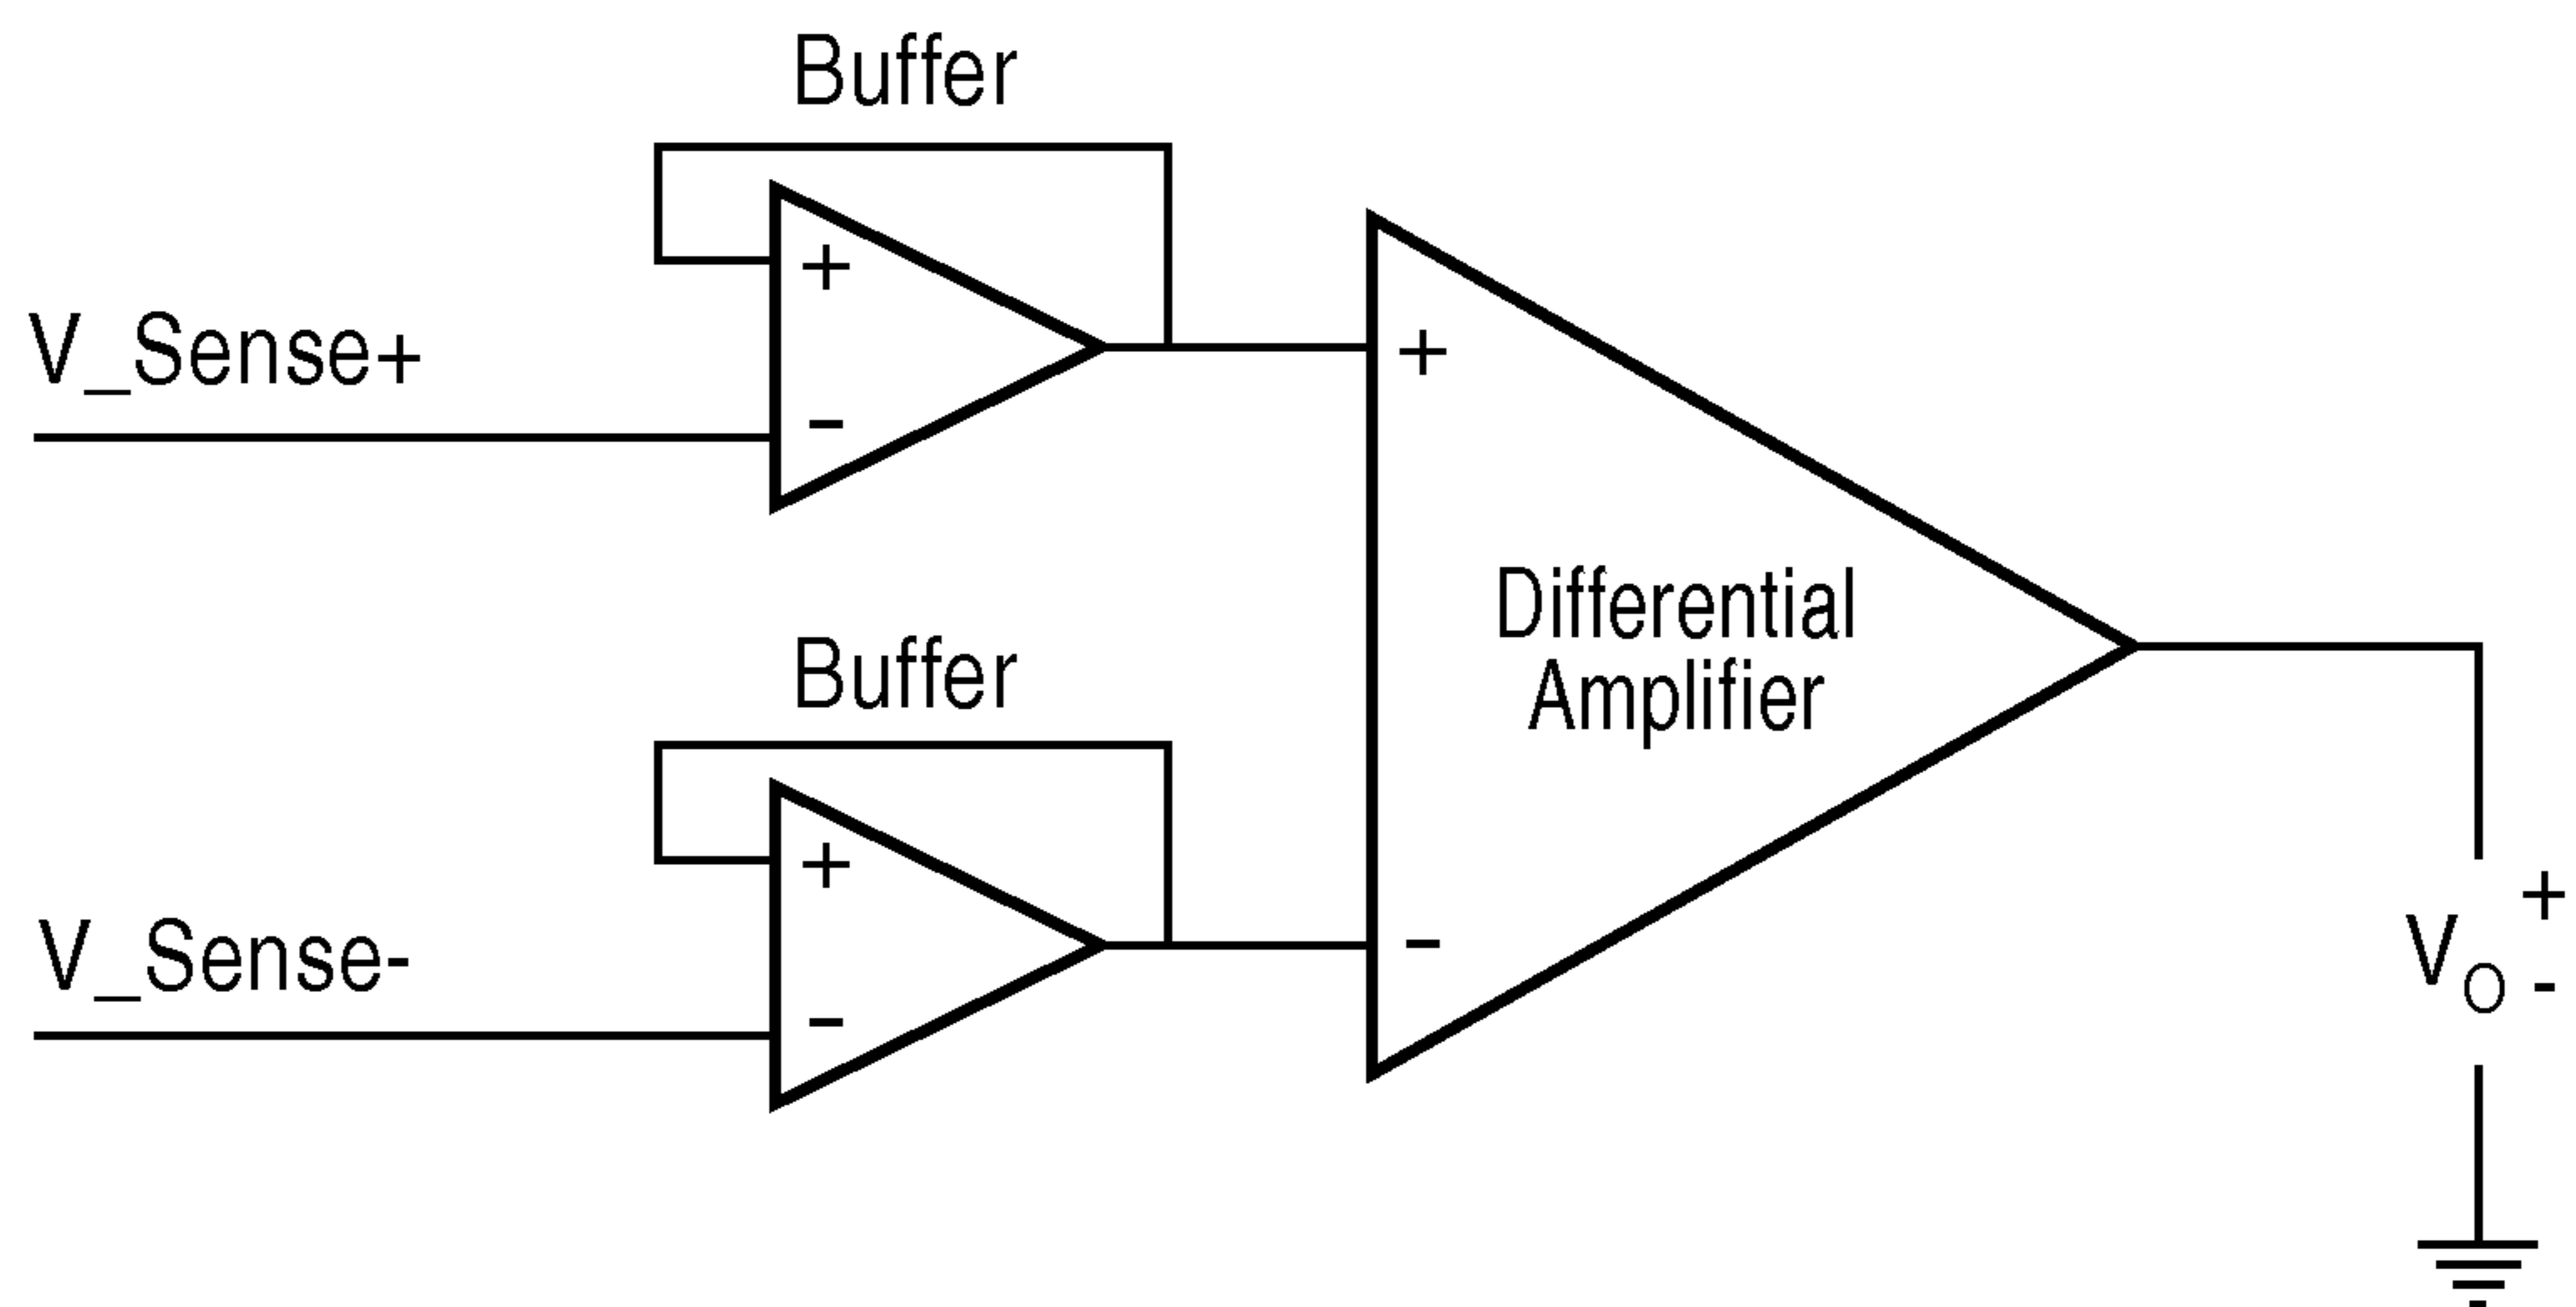 Buffer
+
V_Sense+
-
+
Differential
Amplifier
Buffer
+
V_Sense-
-
-
+
VO
-